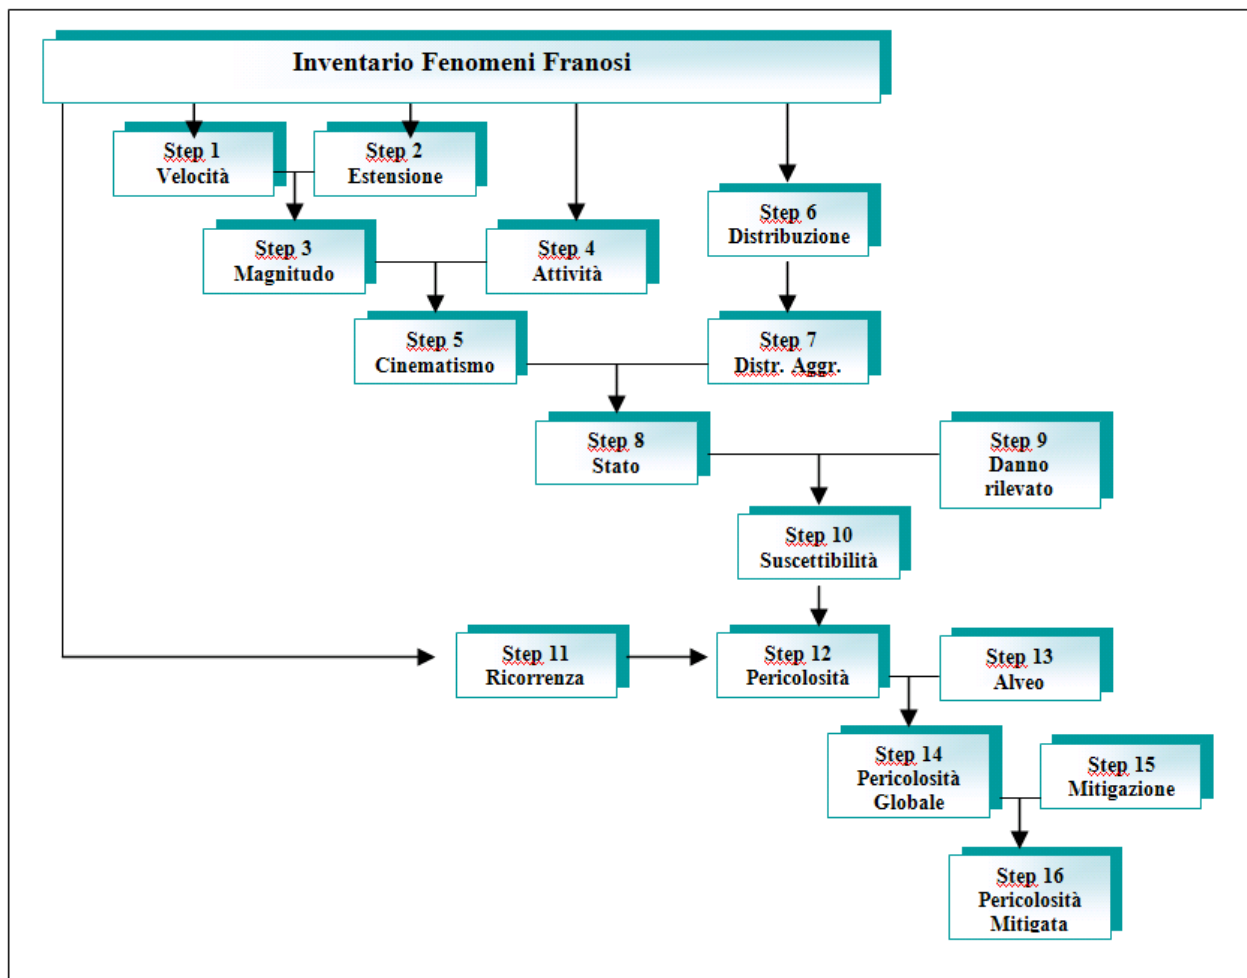 Inventario Fenomeni Franosi
Step 1
Velocità
Step 2
Estensione
Step 3
Magnitudo
Step 4
Attività
Step 6
Distribuzione
Step 5
Cinematismo
Step 7
Distr. Aggr.
Step 8
Stato
Step 9
Danno
rilevato
Step 10
Suscettibilità
Step 11
Ricorrenza
Step 12
Pericolosità
Step 13
Alveo
Step 14
Pericolosità
Globale
Step 15
Mitigazione
Step 16
Pericolosità
Mitigata